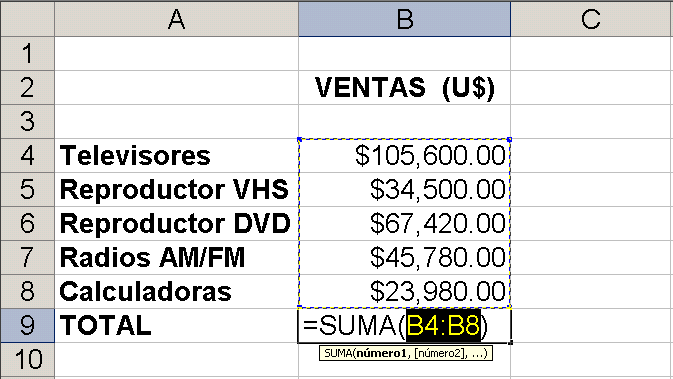 A B C
1
2 VENTAS (U$)
3
4 Televisores $105,600.00
5 Reproductor VHS $34,500.00
6 Reproductor DVD $67,420.00
7 Radios AM/FM $45,780.00
8 Calculadoras $23,980.00
9 TOTAL =SUMA(B4:B8)
10 SUMA(número1, [número2], ...)